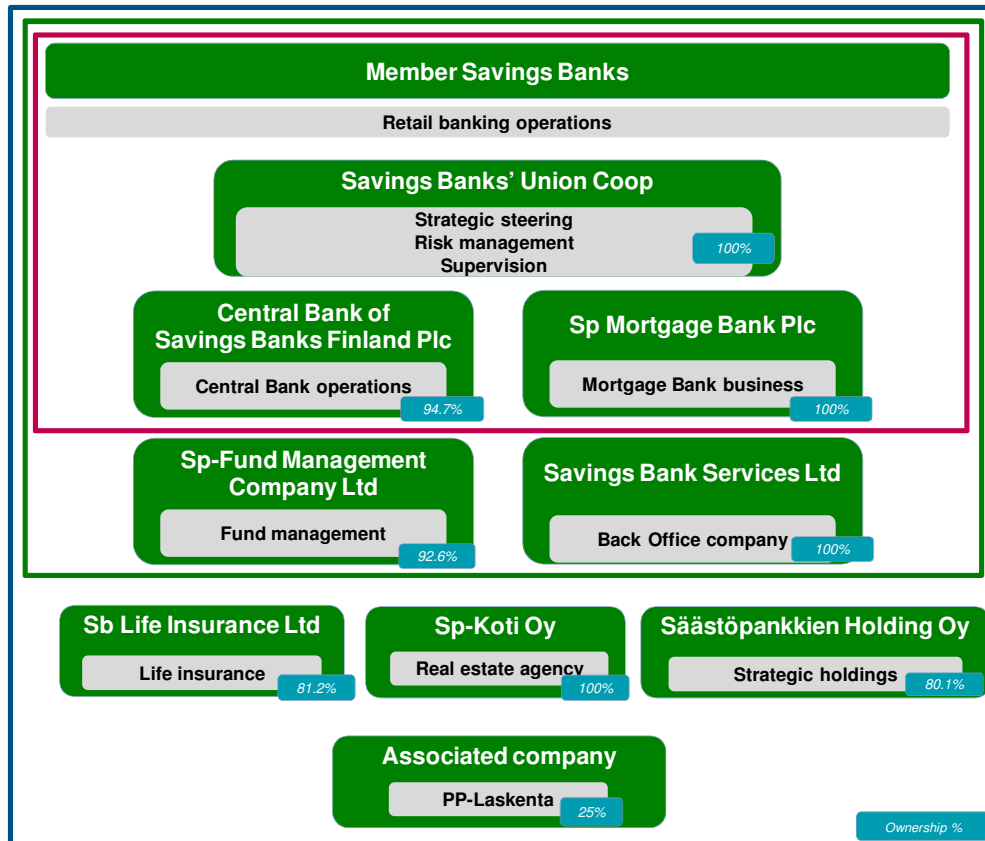 Member Savings Banks
Retail banking operations
Savings Banks’ Union Coop
Strategic steering
Risk management
Supervision
100%
Central Bank of
Savings Banks Finland Plc
Central Bank operations
94.7%
Sp Mortgage Bank Plc
Mortgage Bank business
100%
Sp-Fund Management
Company Ltd
Fund management
92.6%
Savings Bank Services Ltd
Back Office company
100%
Sb Life Insurance Ltd
Life insurance
81.2%
Sp-Koti Oy
Real estate agency
100%
Säästöpankkien Holding Oy
Strategic holdings
80.1%
Associated company
PP-Laskenta
25%
Ownership %